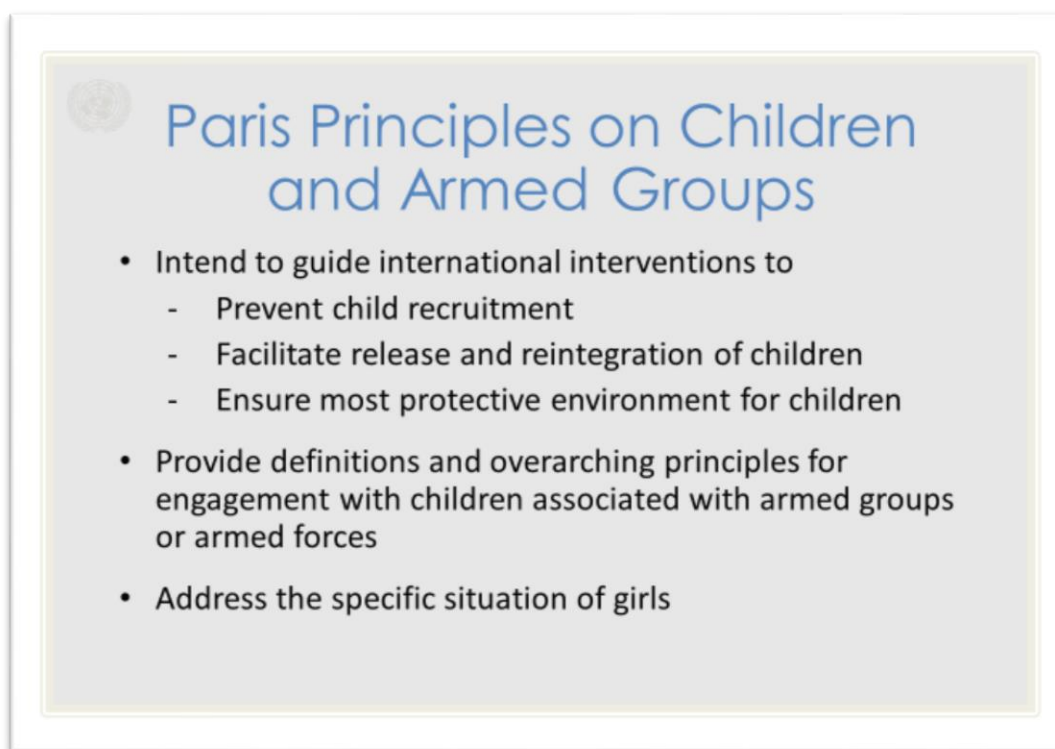 Paris Principles on Children
and Armed Groups
• Intend to guide international interventions to
- Prevent child recruitment
- Facilitate release and reintegration of children
- Ensure most protective environment for children
• Provide definitions and overarching principles for
engagement with children associated with armed groups
or armed forces
• Address the specific situation of girls